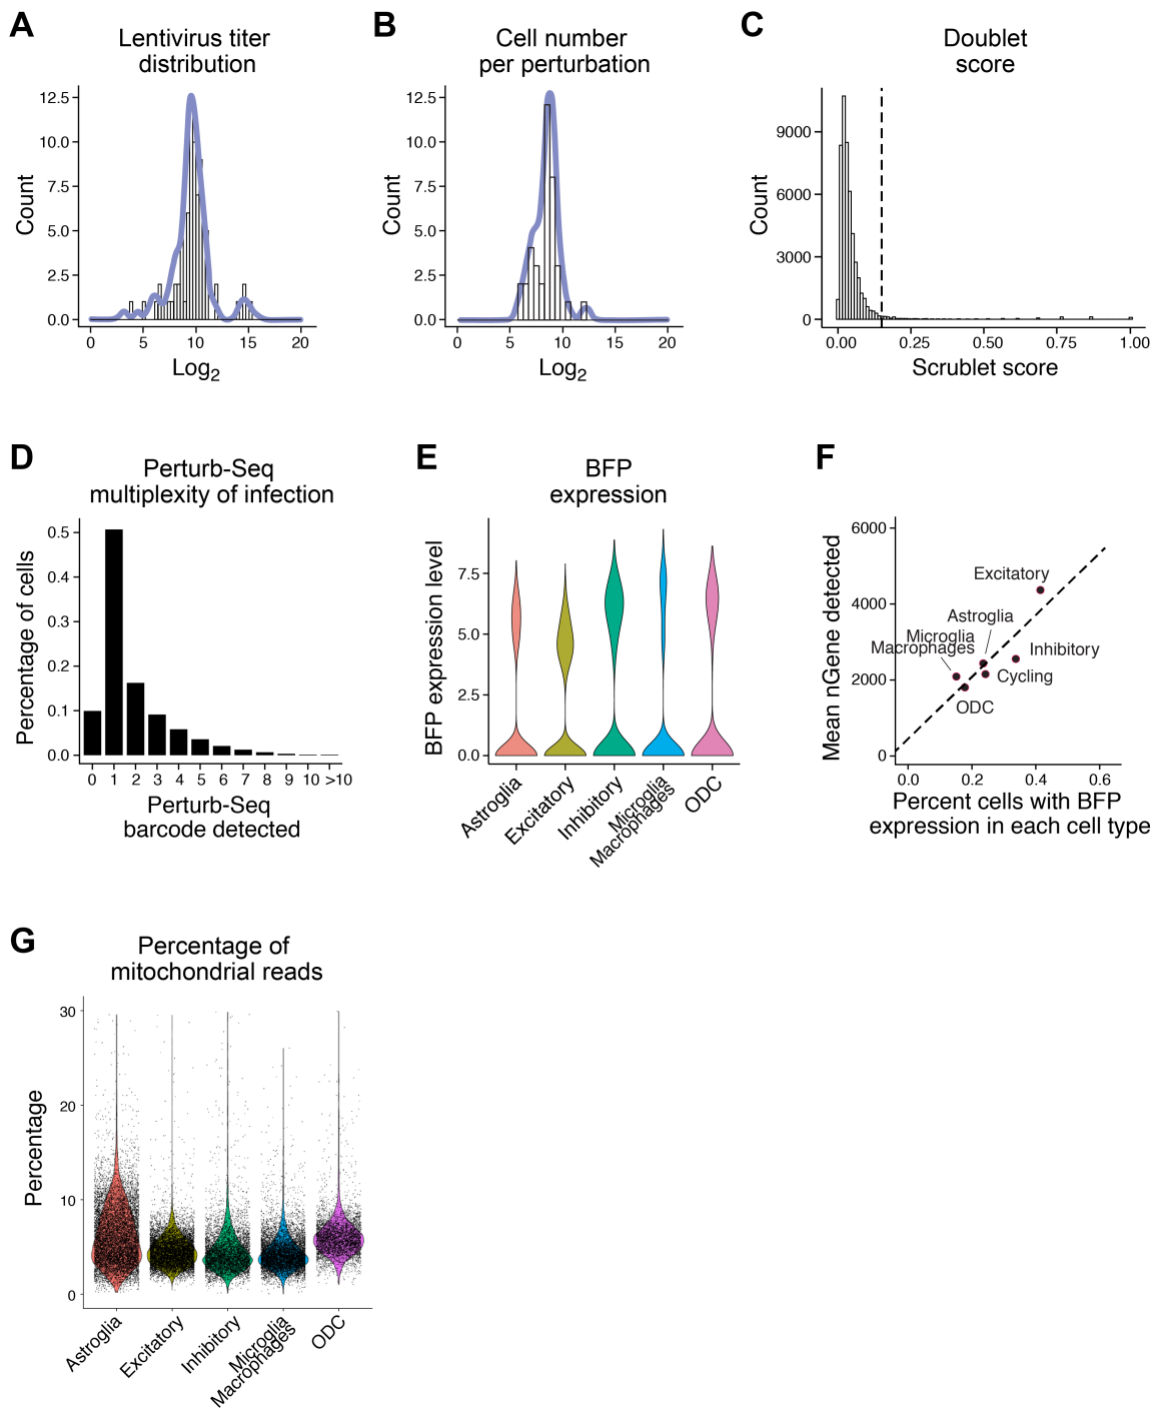 A
Lentivirus titer
distribution
Count
12.5
10.0
7.5
5.0
2.5
0.0
0 5 10 15 20
Log2
B
Cell number
per perturbation
Count
12.5
10.0
7.5
5.0
2.5
0.0
0 5 10 15 20
Log2
C
Doublet
score
Count
9000
6000
3000
0
0.00 0.25 0.50 0.75 1.00
Scrublet score
D
Perturb-Seq
multiplexity of infection
Percentage of cells
0.5
0.4
0.3
0.2
0.1
0.0
0 1 2 3 4 5 6 7 8 9 10 >10
Perturb-Seq
barcode detected
E
BFP
expression
BFP expression level
7.5
5.0
2.5
0.0
Astroglia
Excitatory
Inhibitory
Microglia
Macrophages
ODC
F
Mean nGene detected
6000
4000
2000
0
Excitatory
Astroglia
Microglia
Macrophages
Inhibitory
Cycling
ODC
0.0 0.2 0.4 0.6
Percent cells with BFP
expression in each cell type
G
Percentage of
mitochondrial reads
Percentage
30
20
10
0
Astroglia
Excitatory
Inhibitory
Microglia
Macrophages
ODC